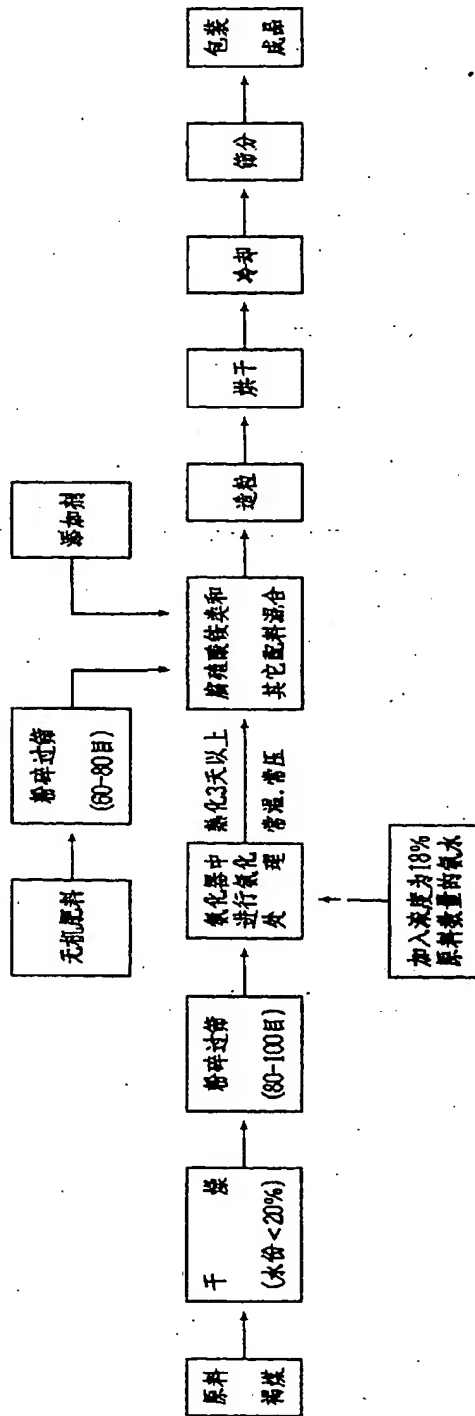 原料
褐煤
干燥
(水份<20%)
粉碎过筛
(80-100目)
氨化器中
进行氨化
处理
加入浓度为18%
原料数量的氨水
熟化3天以上
常温.常压
无机肥料
粉碎过筛
(60-80目)
添加剂
腐殖酸铵类和
其它配料混合
造粒
烘干
冷却
筛分
包装
成品